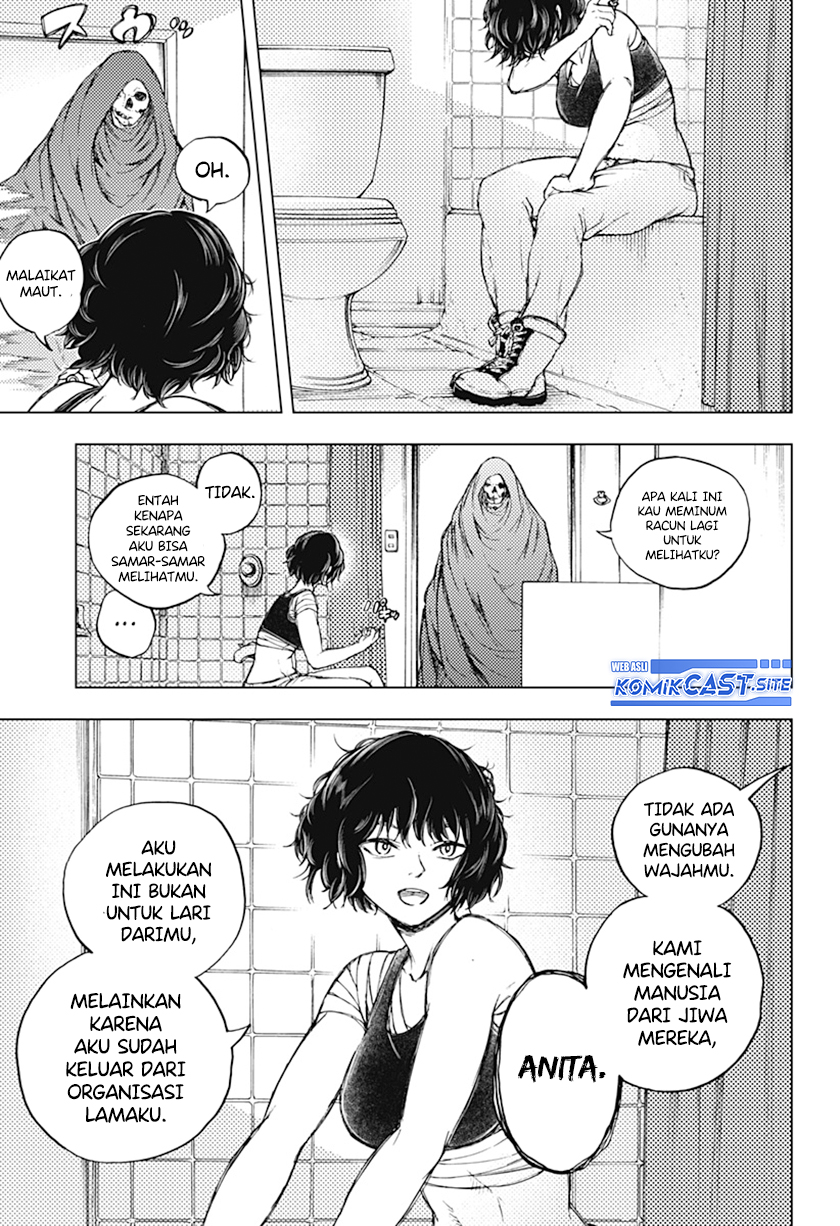 スゥ
OH.
MALAIKAT
MAUT.
APA KALI INI
KAU MEMINUM
RACUN LAGI
UNTUK
MELIHATKU?
TIDAK.
ENTAH
KENAPA
SEKARANG
AKU BISA
SAMAR-SAMAR
MELIHATMU.
...
WEB ASLI
KOMIKCAST.SITE
TIDAK ADA
GUNANYA
MENGUBAH
WAJAHMU.
KAMI
MENGENALI
MANUSIA
DARI JIWA
MEREKA,
ANITA.
AKU
MELAKUKAN
INI BUKAN
UNTUK LARI
DARIMU,
MELAINKAN
KARENA
AKU SUDAH
KELUAR DARI
ORGANISASI
LAMAKU.